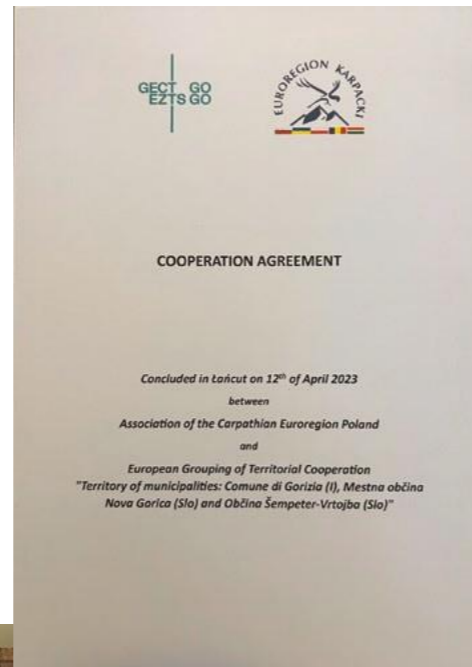 GECT GO
EZTS GO
EUROREGION KARPACKI
COOPERATION AGREEMENT
Concluded in Łańcut on 12th of April 2023
between
Association of the Carpathian Euroregion Poland
and
European Grouping of Territorial Cooperation
"Territory of municipalities: Comune di Gorizia (I), Mestna občina
Nova Gorica (Slo) and Občina Šempeter-Vrtojba (Slo)"